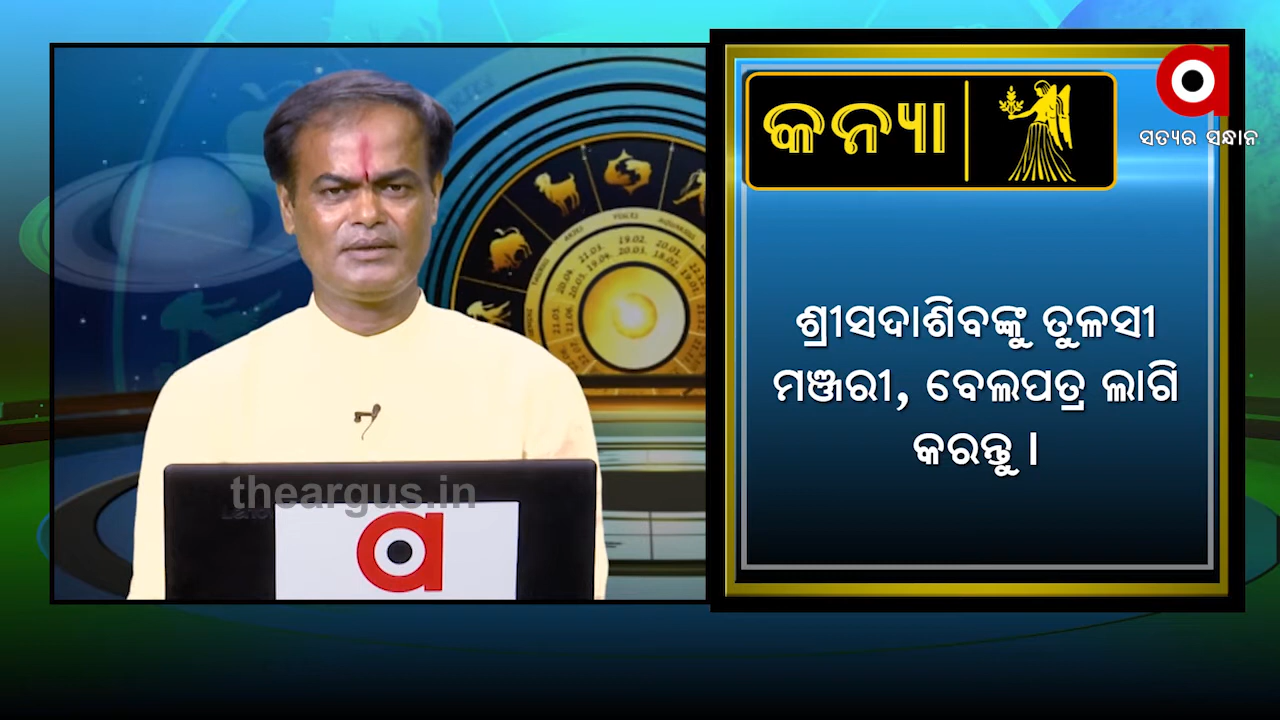 କନ୍ୟା
ସତ୍ୟର ସନ୍ଧାନ
ଶ୍ରୀସଦାଶିବଙ୍କୁ ତୁଳସୀ
ମଞ୍ଜରୀ, ବେଲପତ୍ର ଲାଗି
କରନ୍ତୁ ।
theargus.in